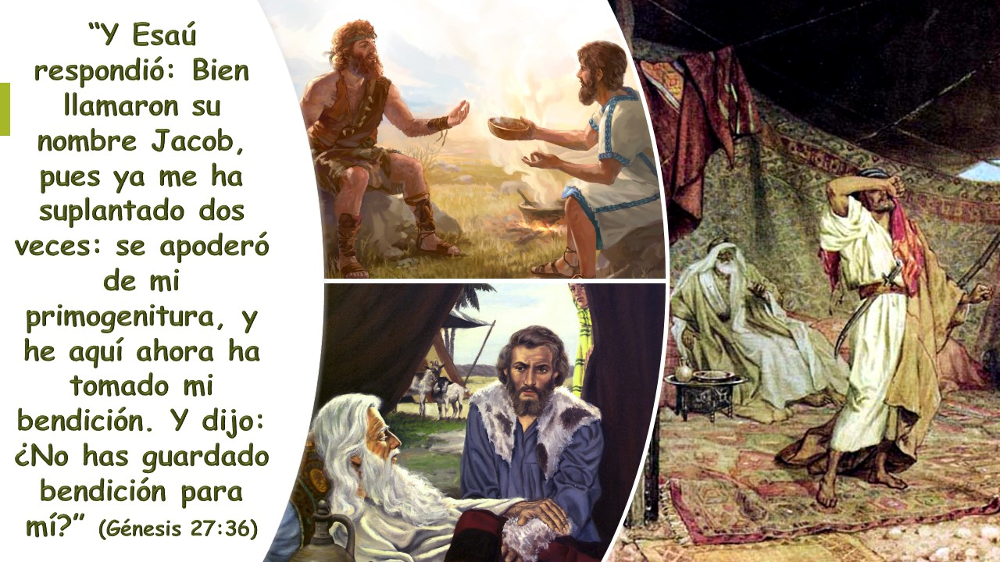 “Y Esaú
respondió: Bien
llamaron su
nombre Jacob,
pues ya me ha
suplantado dos
veces: se apoderó
de mi
primogenitura, y
he aquí ahora ha
tomado mi
bendición. Y dijo:
¿No has guardado
bendición para
mí?” (Génesis 27:36)